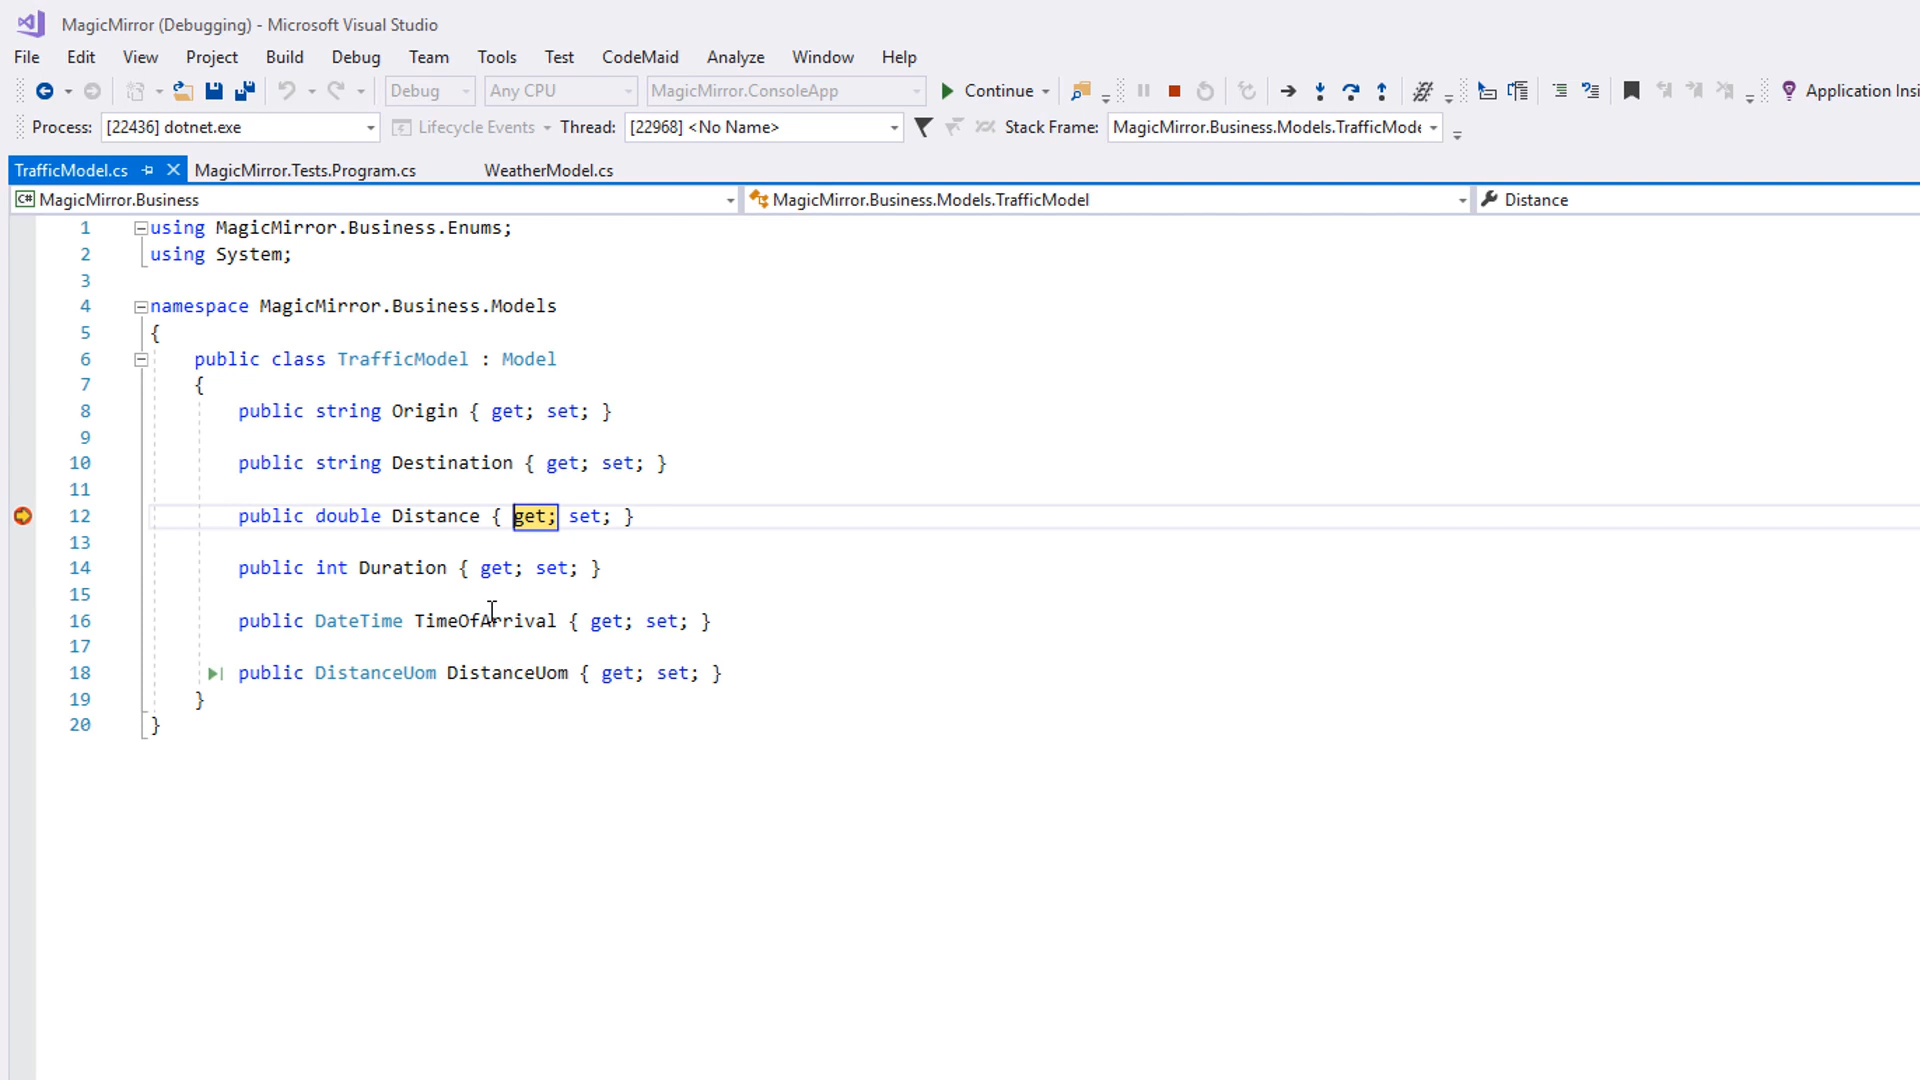 MagicMirror (Debugging) - Microsoft Visual Studio
File Edit View Project Build Debug Team Tools Test CodeMaid Analyze Window Help
Debug Any CPU MagicMirror.ConsoleApp Continue Application Insi
Process: [22436] dotnet.exe Lifecycle Events Thread: [22968] <No Name> Stack Frame: MagicMirror.Business.Models.TrafficMode
TrafficModel.cs MagicMirror.Tests.Program.cs WeatherModel.cs
C# MagicMirror.Business MagicMirror.Business.Models.TrafficModel Distance
1 using MagicMirror.Business.Enums;
2 using System;
3
4 namespace MagicMirror.Business.Models
5 {
6 public class TrafficModel : Model
7 {
8 public string Origin { get; set; }
9
10 public string Destination { get; set; }
11
12 public double Distance { get; set; }
13
14 public int Duration { get; set; }
15
16 public DateTime TimeOfArrival { get; set; }
17
18 public DistanceUom DistanceUom { get; set; }
19 }
20 }